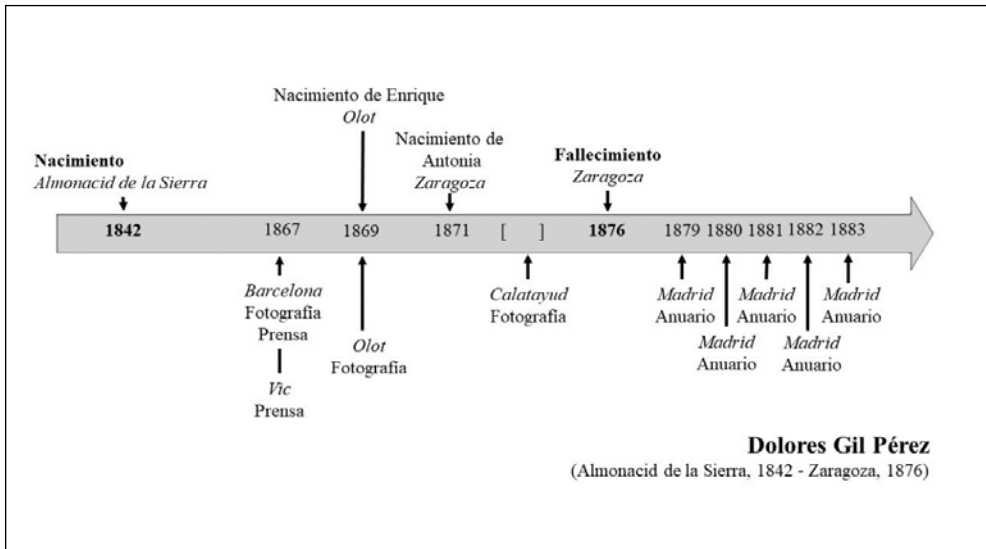 Nacimiento de Enrique
Olot
Nacimiento de
Antonia
Zaragoza
Nacimiento
Almonacid de la Sierra
Fallecimiento
Zaragoza
1842 1867 1869 1871 [ ] 1876 1879 1880 1881 1882 1883
Barcelona
Fotografía
Prensa
Vic
Prensa
Olot
Fotografía
Calatayud
Fotografía
Madrid
Anuario
Madrid
Anuario
Madrid
Anuario
Madrid
Anuario
Madrid
Anuario
Dolores Gil Pérez
(Almonacid de la Sierra, 1842 - Zaragoza, 1876)